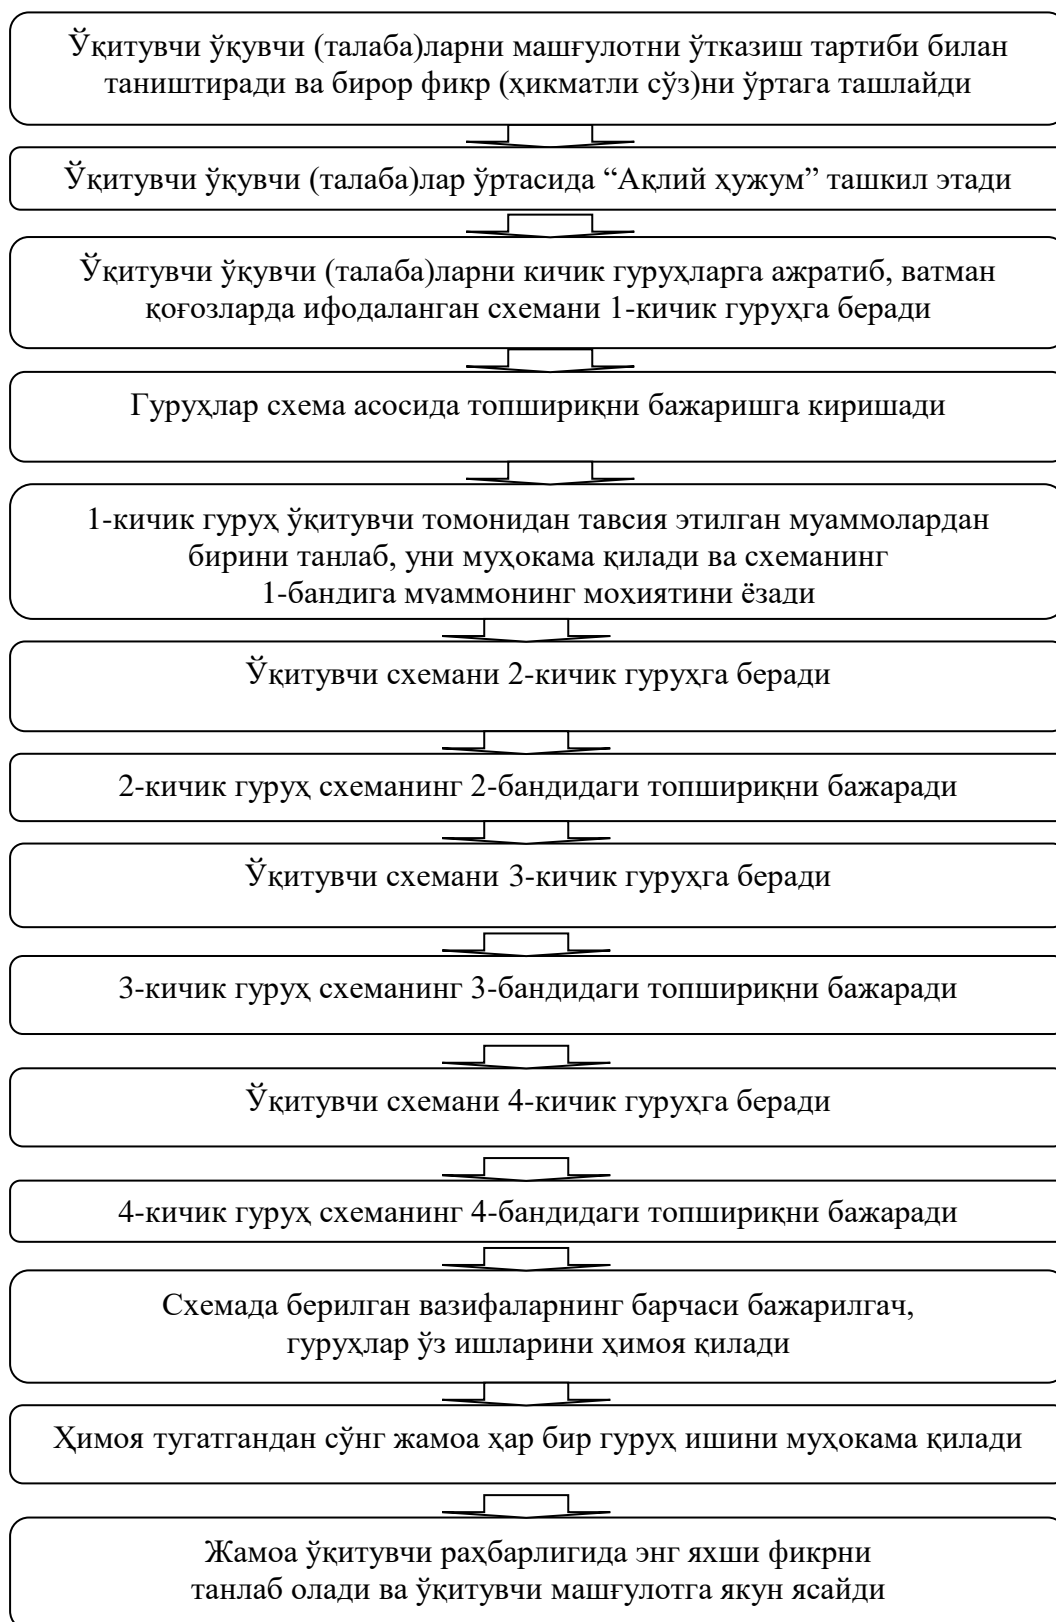 Ўқитувчи ўқувчи (талаба)ларни машғулотни ўтказиш тартиби билан
таништиради ва бирор фикр (ҳикматли сўз)ни ўртага ташлайди
Ўқитувчи ўқувчи (талаба)лар ўртасида “Ақлий ҳужум” ташкил этади
Ўқитувчи ўқувчи (талаба)ларни кичик гуруҳларга ажратиб, ватман
қоғозларда ифодаланган схемани 1-кичик гуруҳга беради
Гуруҳлар схема асосида топшириқни бажаришга киришади
1-кичик гуруҳ ўқитувчи томонидан тавсия этилган муаммолардан
бирини танлаб, уни муҳокама қилади ва схеманинг
1-бандига муаммонинг моҳиятини ёзади
Ўқитувчи схемани 2-кичик гуруҳга беради
2-кичик гуруҳ схеманинг 2-бандидаги топшириқни бажаради
Ўқитувчи схемани 3-кичик гуруҳга беради
3-кичик гуруҳ схеманинг 3-бандидаги топшириқни бажаради
Ўқитувчи схемани 4-кичик гуруҳга беради
4-кичик гуруҳ схеманинг 4-бандидаги топшириқни бажаради
Схемада берилган вазифаларнинг барчаси бажарилгач,
гуруҳлар ўз ишларини ҳимоя қилади
Ҳимоя тугатгандан сўнг жамоа ҳар бир гуруҳ ишини муҳокама қилади
Жамоа ўқитувчи раҳбарлигида энг яхши фикрни
танлаб олади ва ўқитувчи машғулотга якун ясайди